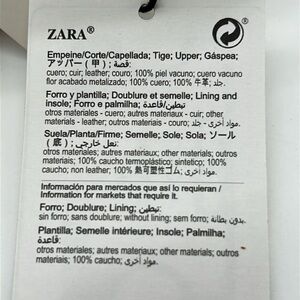 ZARA®
Empeine/Corte/Capellada; Tige; Upper; Gáspea;
アッパー ( 甲 ) ; قصة:
cuero; cuir; leather; couro; 100% piel vacuno; cuero vacuno
flor acabado metalizado; 100% cuero; 100% 牛革; جلد.
Forro y plantilla; Doublure et semelle; Lining and
insole; Forro e palmilha; تبطين/قاعدة:
otros materiales - cuero; autres materiaux - cuir; other
materials - leather; outros materiais - couro; مواد أخرى - جلد.
Suela/Planta/Firme; Semelle; Sole; Sola; ソール
( 底 ) ; نعل خارجي:
otros materiales; autres materiaux; other materials; outros
materiais; 100% caucho termoplástico; sintetico; 100%
caucho; non leather; 100% 熱可塑性ゴム; مواد أخرى.
Información para mercados que así lo requieran /
Information for markets that require it.
Forro; Doublure; Lining; تبطين:
sin forro; sans doublure; without lining; sem forro; بدون بطانة.
Plantilla; Semelle intérieure; Insole; Palmilha;
قاعدة:
otros materiales; autres materiaux; other materials; outros
materiais; 100% caucho; مواد أخرى.